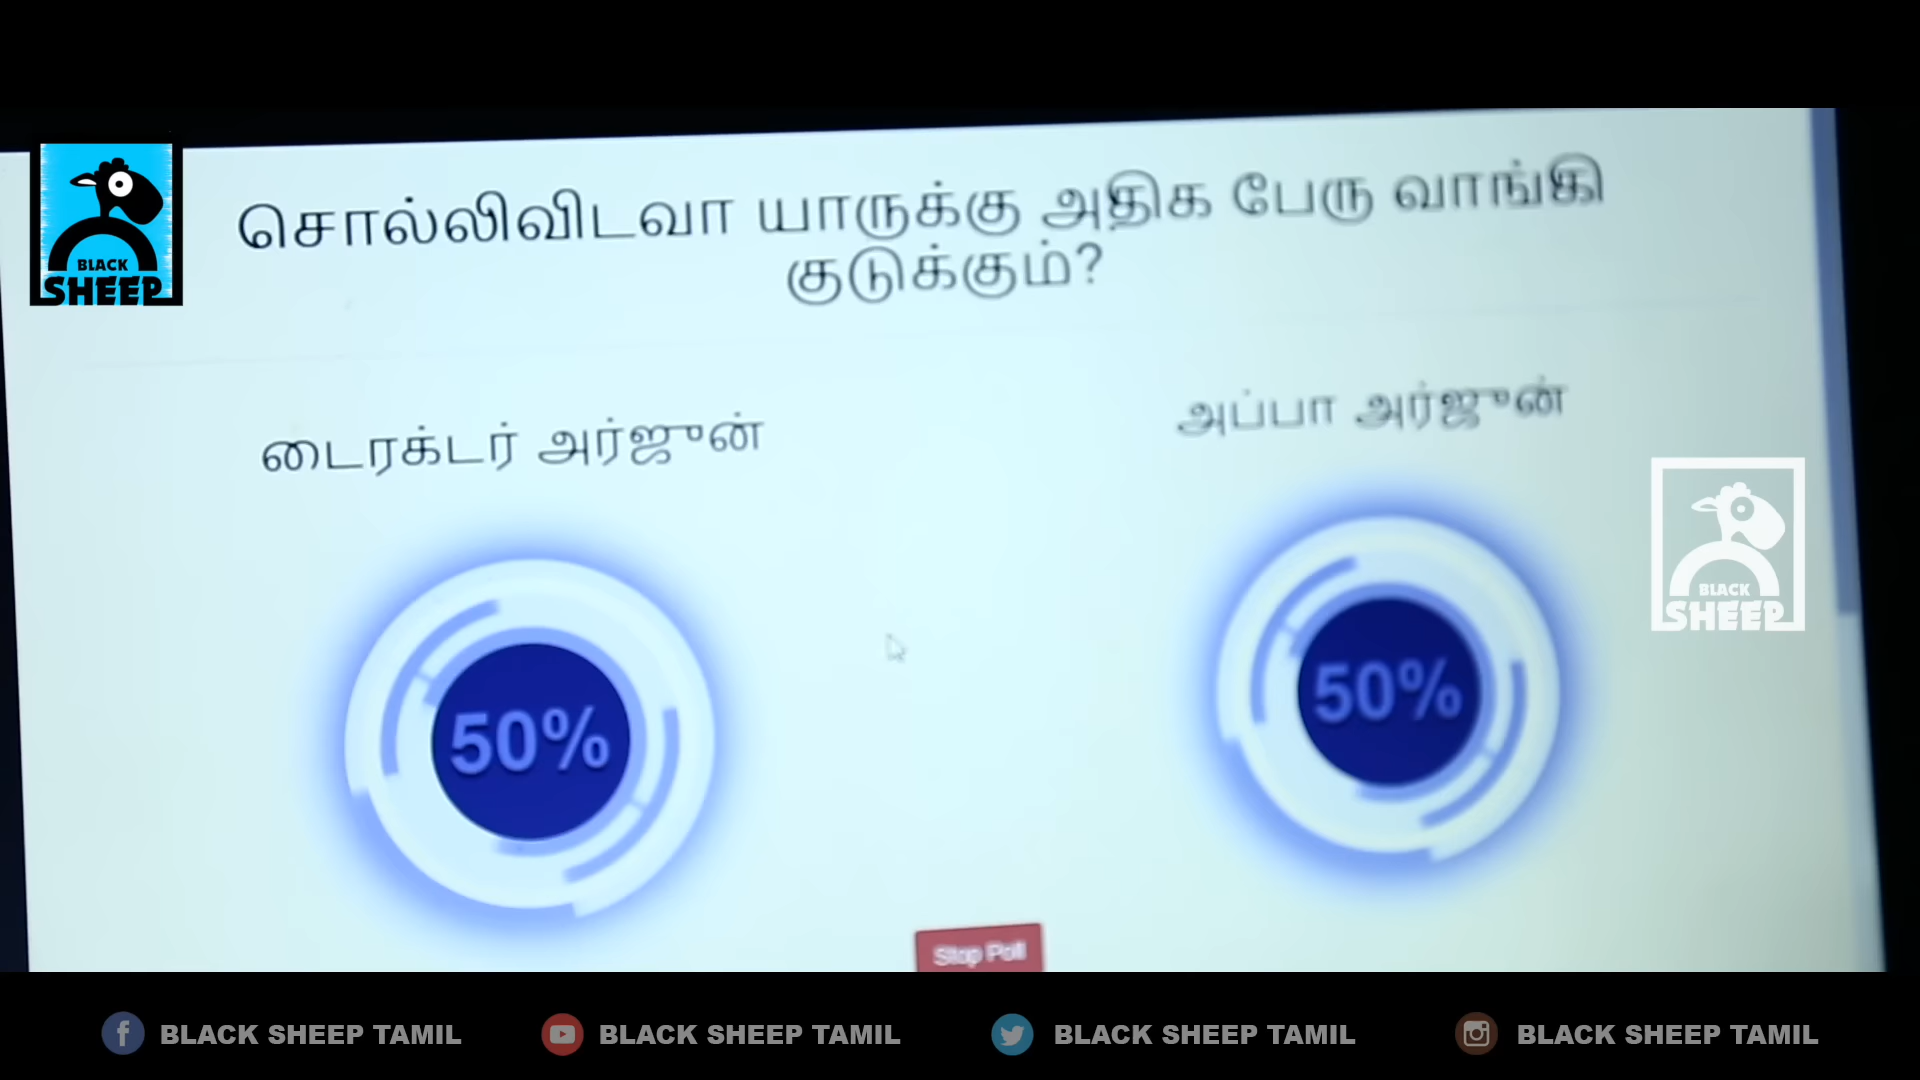 சொல்லிவிடவா யாருக்கு அதிக பேரு வாங்கி
குடுக்கும்?
டைரக்டர் அர்ஜுன்
அப்பா அர்ஜுன்
50%
50%
Stop Poll
BLACK
SHEEP
BLACK
SHEEP
BLACK SHEEP TAMIL
BLACK SHEEP TAMIL
BLACK SHEEP TAMIL
BLACK SHEEP TAMIL